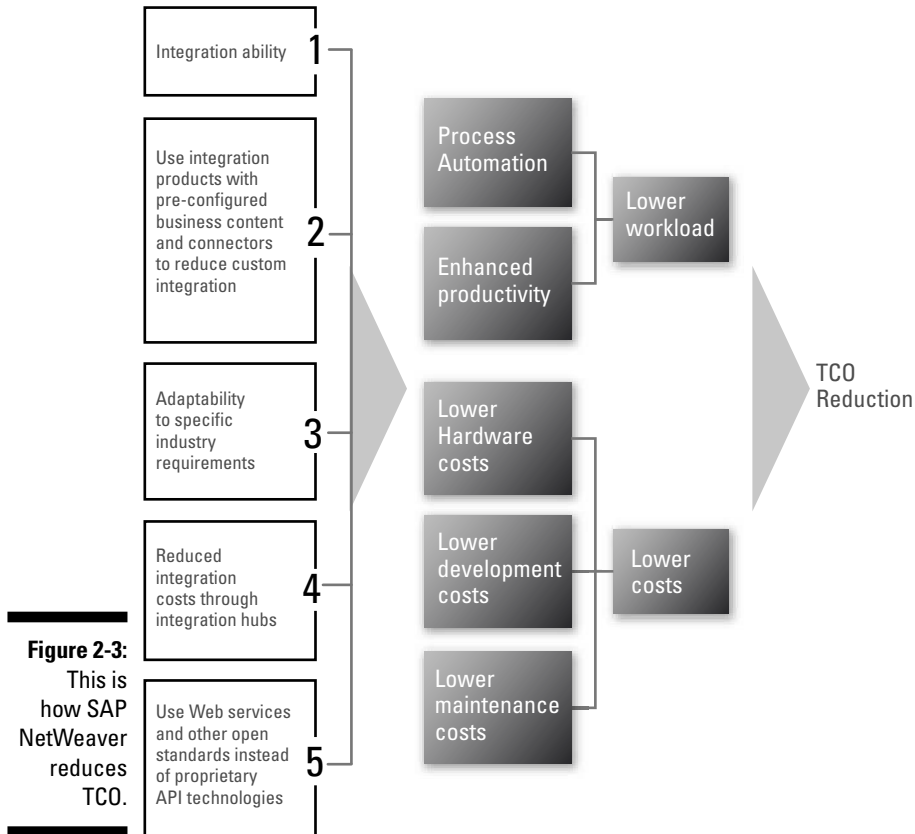 Integration ability
1
Use integration
products with
pre-configured
business content
and connectors
to reduce custom
integration
2
Adaptability
to specific
industry
requirements
3
Reduced
integration
costs through
integration hubs
4
Use Web services
and other open
standards instead
of proprietary
API technologies
5
Process
Automation
Enhanced
productivity
Lower
workload
Lower
Hardware
costs
Lower
development
costs
Lower
maintenance
costs
Lower
costs
TCO
Reduction
Figure 2-3:
This is
how SAP
NetWeaver
reduces
TCO.